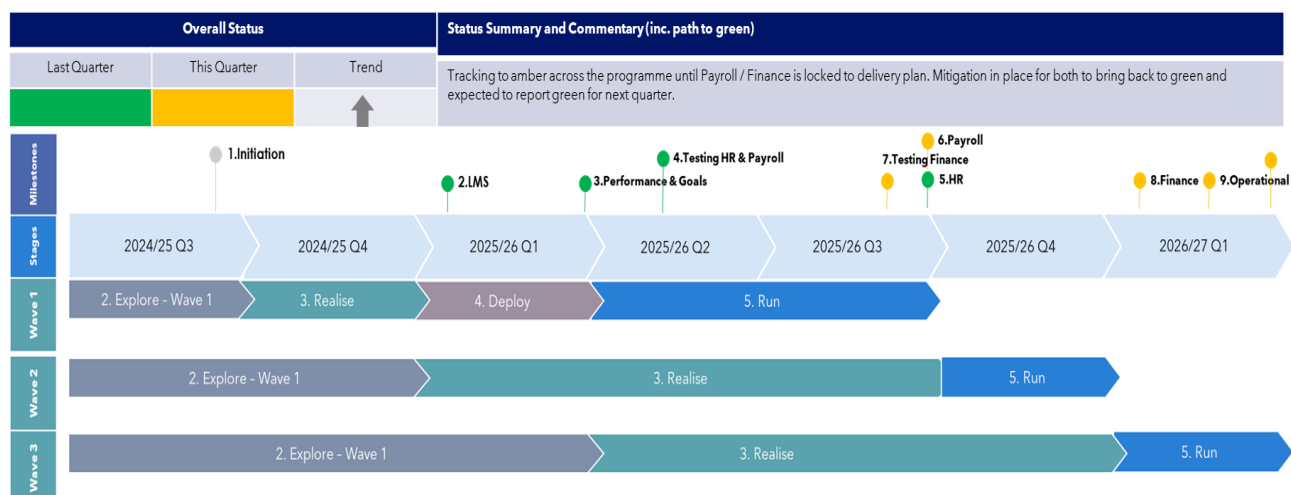 Overall Status
Status Summary and Commentary (inc. path to green)
Last Quarter
This Quarter
Trend
Tracking to amber across the programme until Payroll / Finance is locked to delivery plan. Mitigation in place for both to bring back to green and
expected to report green for next quarter.
Milestones
1.Initiation
2.LMS
3.Performance & Goals
4.Testing HR & Payroll
6.Payroll
7.Testing Finance
5.HR
8.Finance
9.Operational
Stages
2024/25 Q3
2024/25 Q4
2025/26 Q1
2025/26 Q2
2025/26 Q3
2025/26 Q4
2026/27 Q1
Wave 1
2. Explore – Wave 1
3. Realise
4. Deploy
5. Run
Wave 2
2. Explore – Wave 1
3. Realise
5. Run
Wave 3
2. Explore – Wave 1
3. Realise
5. Run